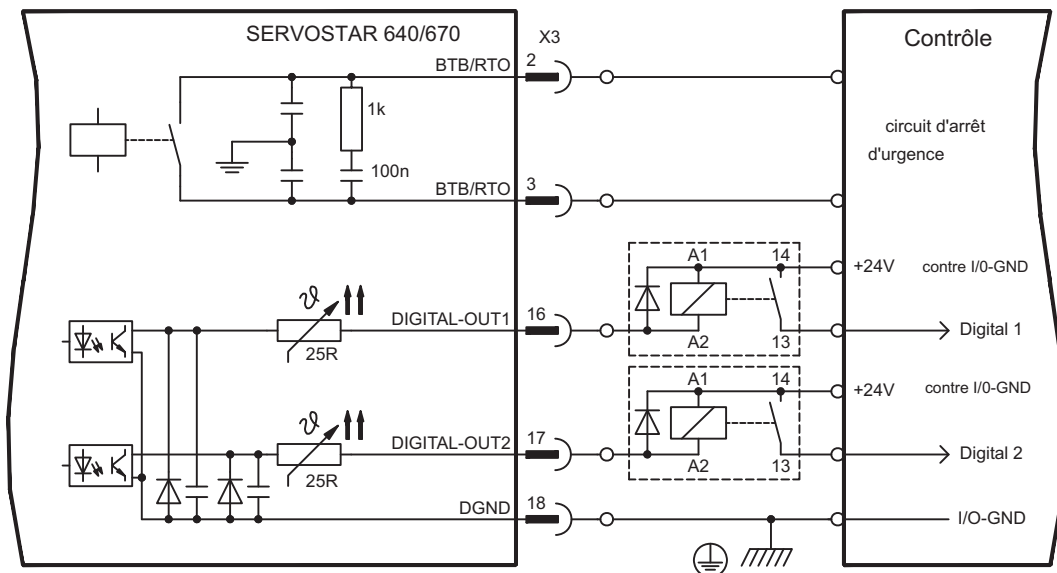 SERVOSTAR 640/670
X3
Contrôle
BTB/RTO
2
1k
100n
circuit d'arrêt
d'urgence
BTB/RTO
3
A1
14
+24V
contre I/0-GND
ϑ
25R
DIGITAL-OUT1
16
A2
13
Digital 1
A1
14
+24V
contre I/0-GND
ϑ
25R
DIGITAL-OUT2
17
A2
13
Digital 2
DGND
18
I/O-GND